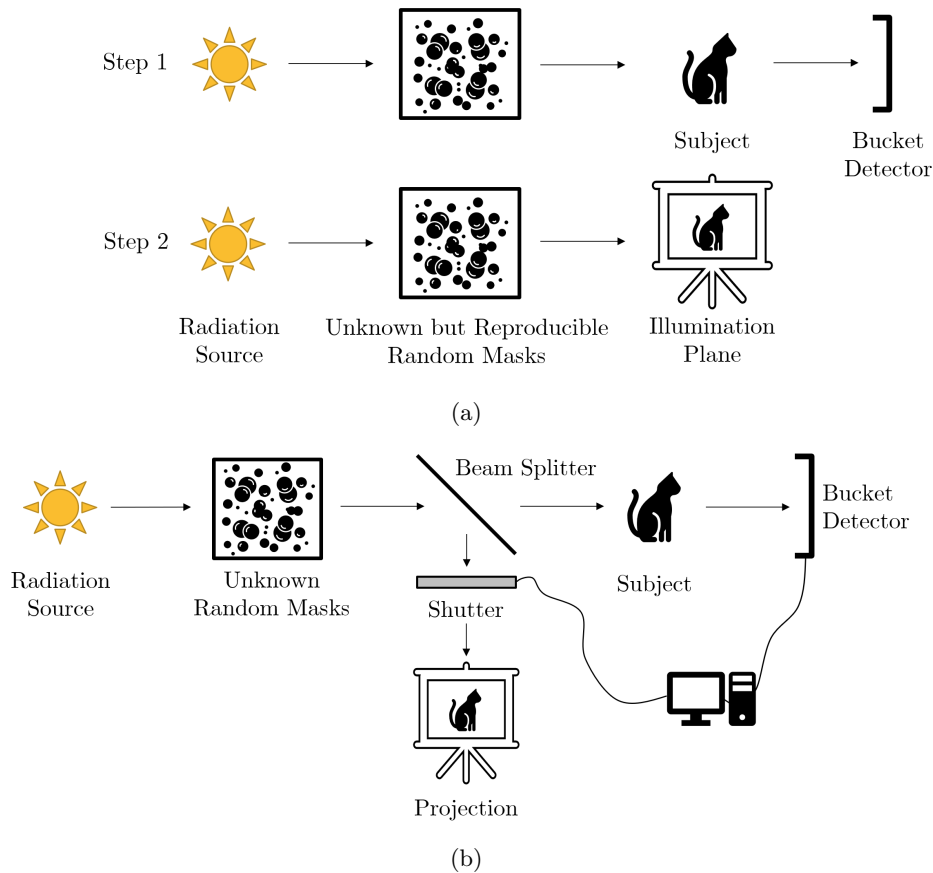 Step 1
Subject
Bucket
Detector
Step 2
Radiation
Source
Unknown but Reproducible
Random Masks
Illumination
Plane
(a)
Beam Splitter
Bucket
Detector
Radiation
Source
Unknown
Random Masks
Shutter
Subject
Projection
(b)